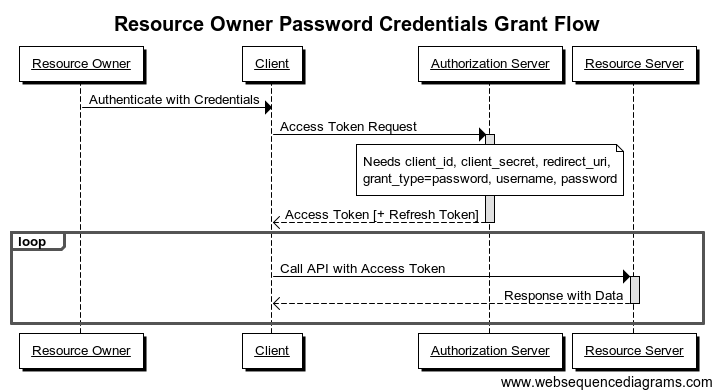 Resource Owner Password Credentials Grant Flow
Resource Owner
Client
Authorization Server
Resource Server
Authenticate with Credentials
Access Token Request
Needs client_id, client_secret, redirect_uri,
grant_type=password, username, password
Access Token [+ Refresh Token]
loop
Call API with Access Token
Response with Data
Resource Owner
Client
Authorization Server
Resource Server
www.websequencediagrams.com